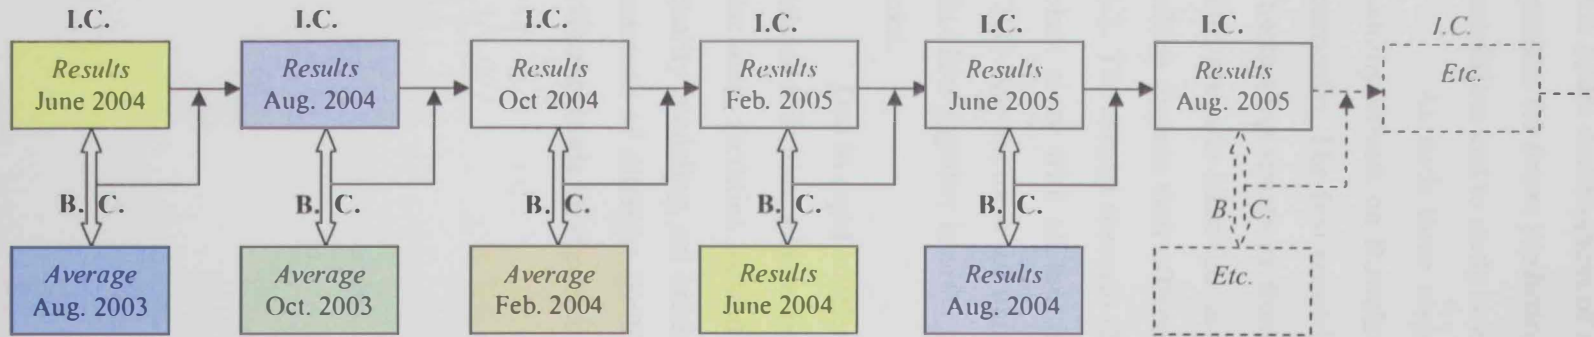 I.C. I.C. I.C. I.C. I.C. I.C. I.C.
Results Results Results Results Results Results Etc.
June 2004 Aug. 2004 Oct 2004 Feb. 2005 June 2005 Aug. 2005
B. C. B. C. B. C. B. C. B. C. B. C.
Average Average Average Results Results Etc.
Aug. 2003 Oct. 2003 Feb. 2004 June 2004 Aug. 2004